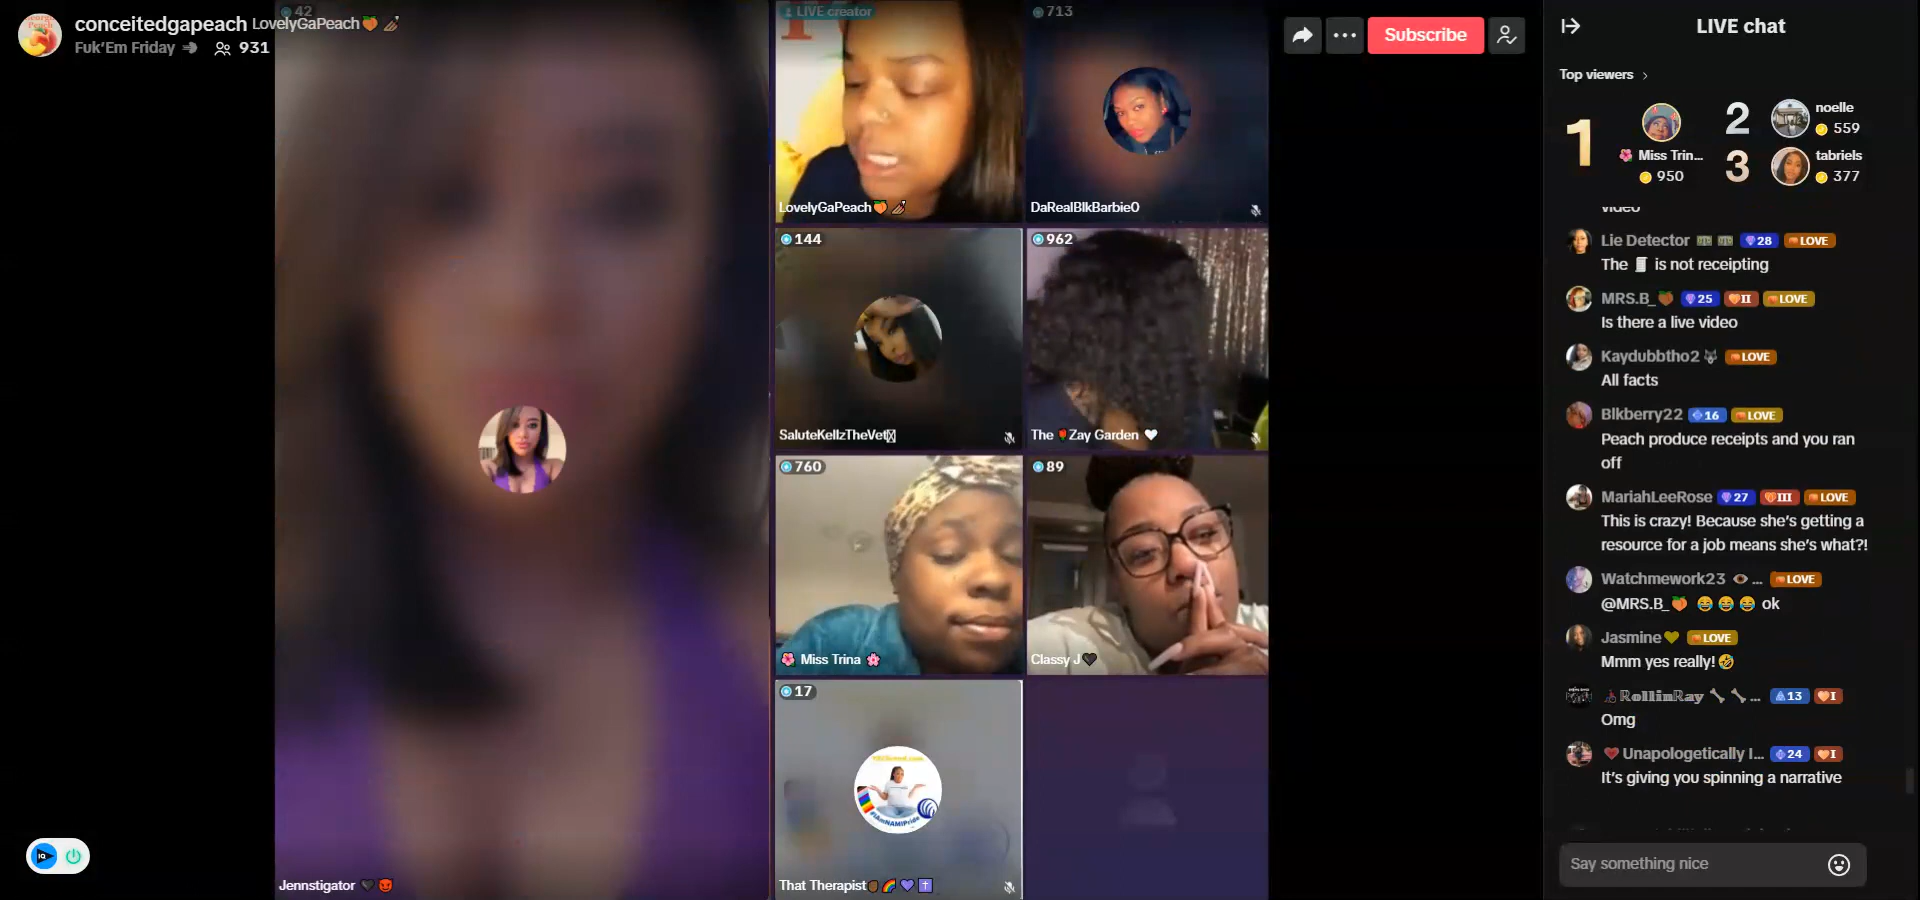 conceitedgapeach LovelyGaPeach🍑💅🏾
Fuk'Em Friday 931
42
LIVE creator
713
LovelyGaPeach🍑💅🏾
DaRealBlkBarbie0
144
962
SaluteKellzTheVet
The 🌹Zay Garden 🤍
760
89
🌺 Miss Trina 🌸
Classy J🖤
17
Jennstigator 🖤😈
That Therapist 🌈💜✝️
Subscribe
LIVE chat
Top viewers >
1
🌺 Miss Trin...
950
2
noelle
559
3
tabriels
377
video
Lie Detector 28 LOVE
The 🧾 is not receipting
MRS.B_🍑 25 II LOVE
Is there a live video
Kaydubbtho2🐺 LOVE
All facts
Blkberry22 16 LOVE
Peach produce receipts and you ran
off
MariahLeeRose 27 III LOVE
This is crazy! Because she's getting a
resource for a job means she's what?!
Watchmework23 👁️ ... LOVE
@MRS.B_🍑 😂😂😂 ok
Jasmine💛 LOVE
Mmm yes really!🤣
ℝ𝕠𝕝𝕝𝕚𝕟ℝ𝕒𝕪 🦴🦴... 13 I
Omg
❤️Unapologetically I... 24 I
It's giving you spinning a narrative
Say something nice